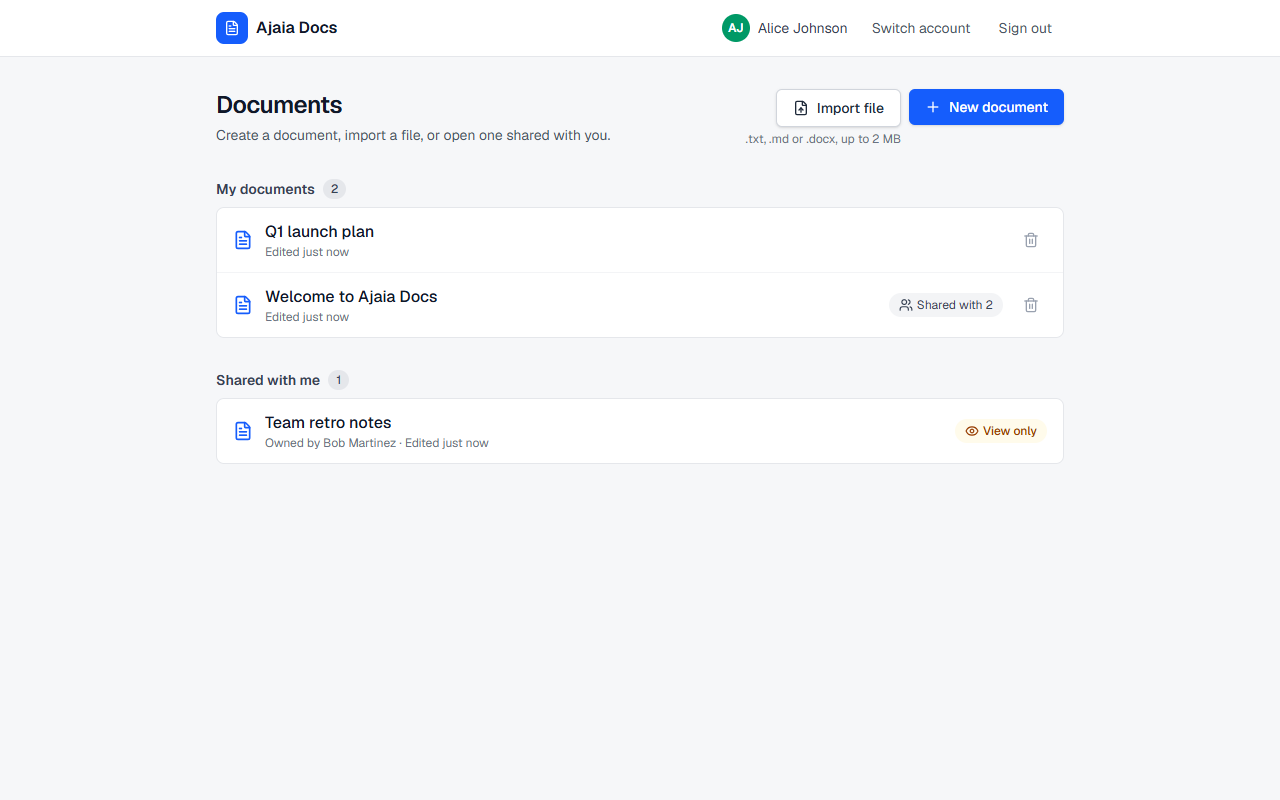 Ajaia Docs
AJ Alice Johnson Switch account Sign out
Documents
Create a document, import a file, or open one shared with you.
Import file
New document
.txt, .md or .docx, up to 2 MB
My documents 2
Q1 launch plan
Edited just now
Welcome to Ajaia Docs
Edited just now
Shared with 2
Shared with me 1
Team retro notes
Owned by Bob Martinez · Edited just now
View only